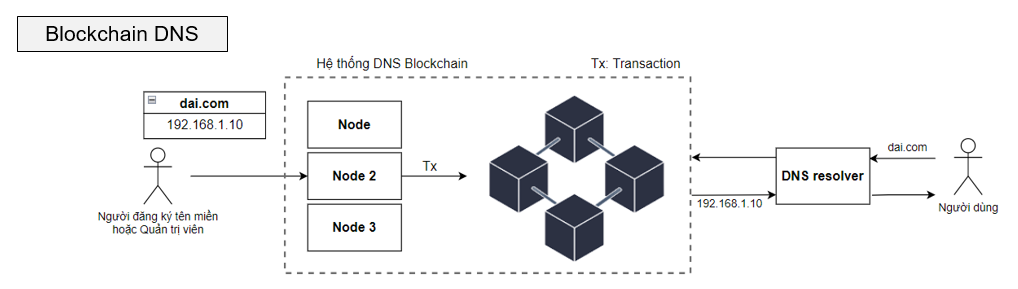 Blockchain DNS
Hệ thống DNS Blockchain
Tx: Transaction
dai.com
192.168.1.10
Người đăng ký tên miền
hoặc Quản trị viên
Node
Node 2
Node 3
Tx
DNS resolver
192.168.1.10
dai.com
Người dùng